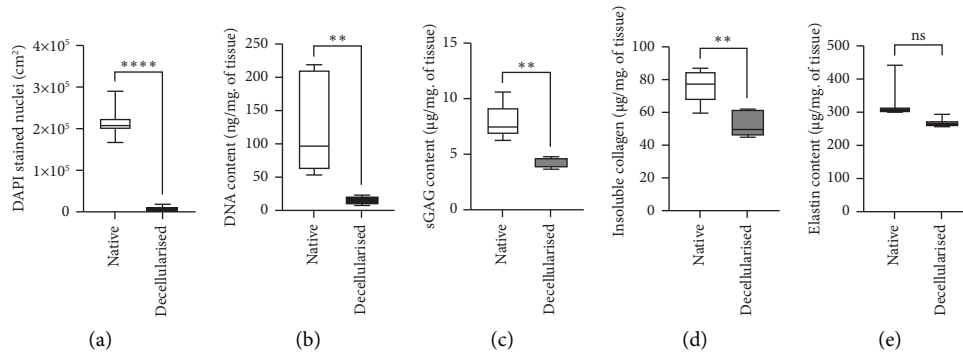 DAPI stained nuclei (cm²)
4×10⁵
3×10⁵
2×10⁵
1×10⁵
0
****
Native
Decellularised
(a)
DNA content (ng/mg. of tissue)
250
200
150
100
50
0
**
Native
Decellularised
(b)
sGAG content (µg/mg. of tissue)
15
10
5
0
**
Native
Decellularised
(c)
Insoluble collagen (µg/mg. of tissue)
100
80
60
40
20
0
**
Native
Decellularised
(d)
Elastin content (µg/mg. of tissue)
500
400
300
200
100
0
ns
Native
Decellularised
(e)